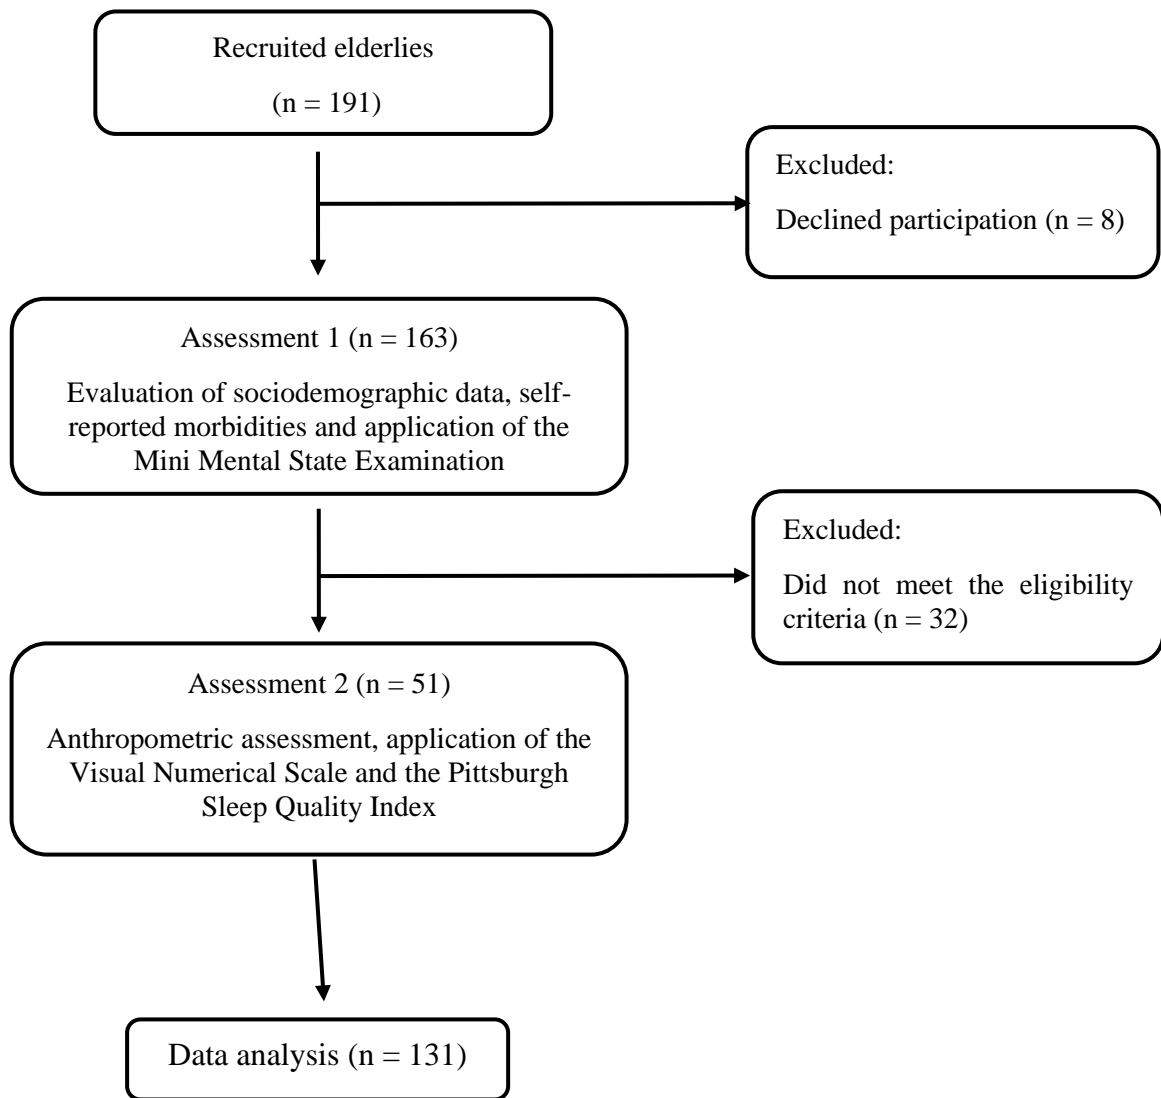 Recruited elderlies
(n = 191)
Excluded:
Declined participation (n = 8)
Assessment 1 (n = 163)
Evaluation of sociodemographic data, self-
reported morbidities and application of the
Mini Mental State Examination
Excluded:
Did not meet the eligibility
criteria (n = 32)
Assessment 2 (n = 51)
Anthropometric assessment, application of the
Visual Numerical Scale and the Pittsburgh
Sleep Quality Index
Data analysis (n = 131)